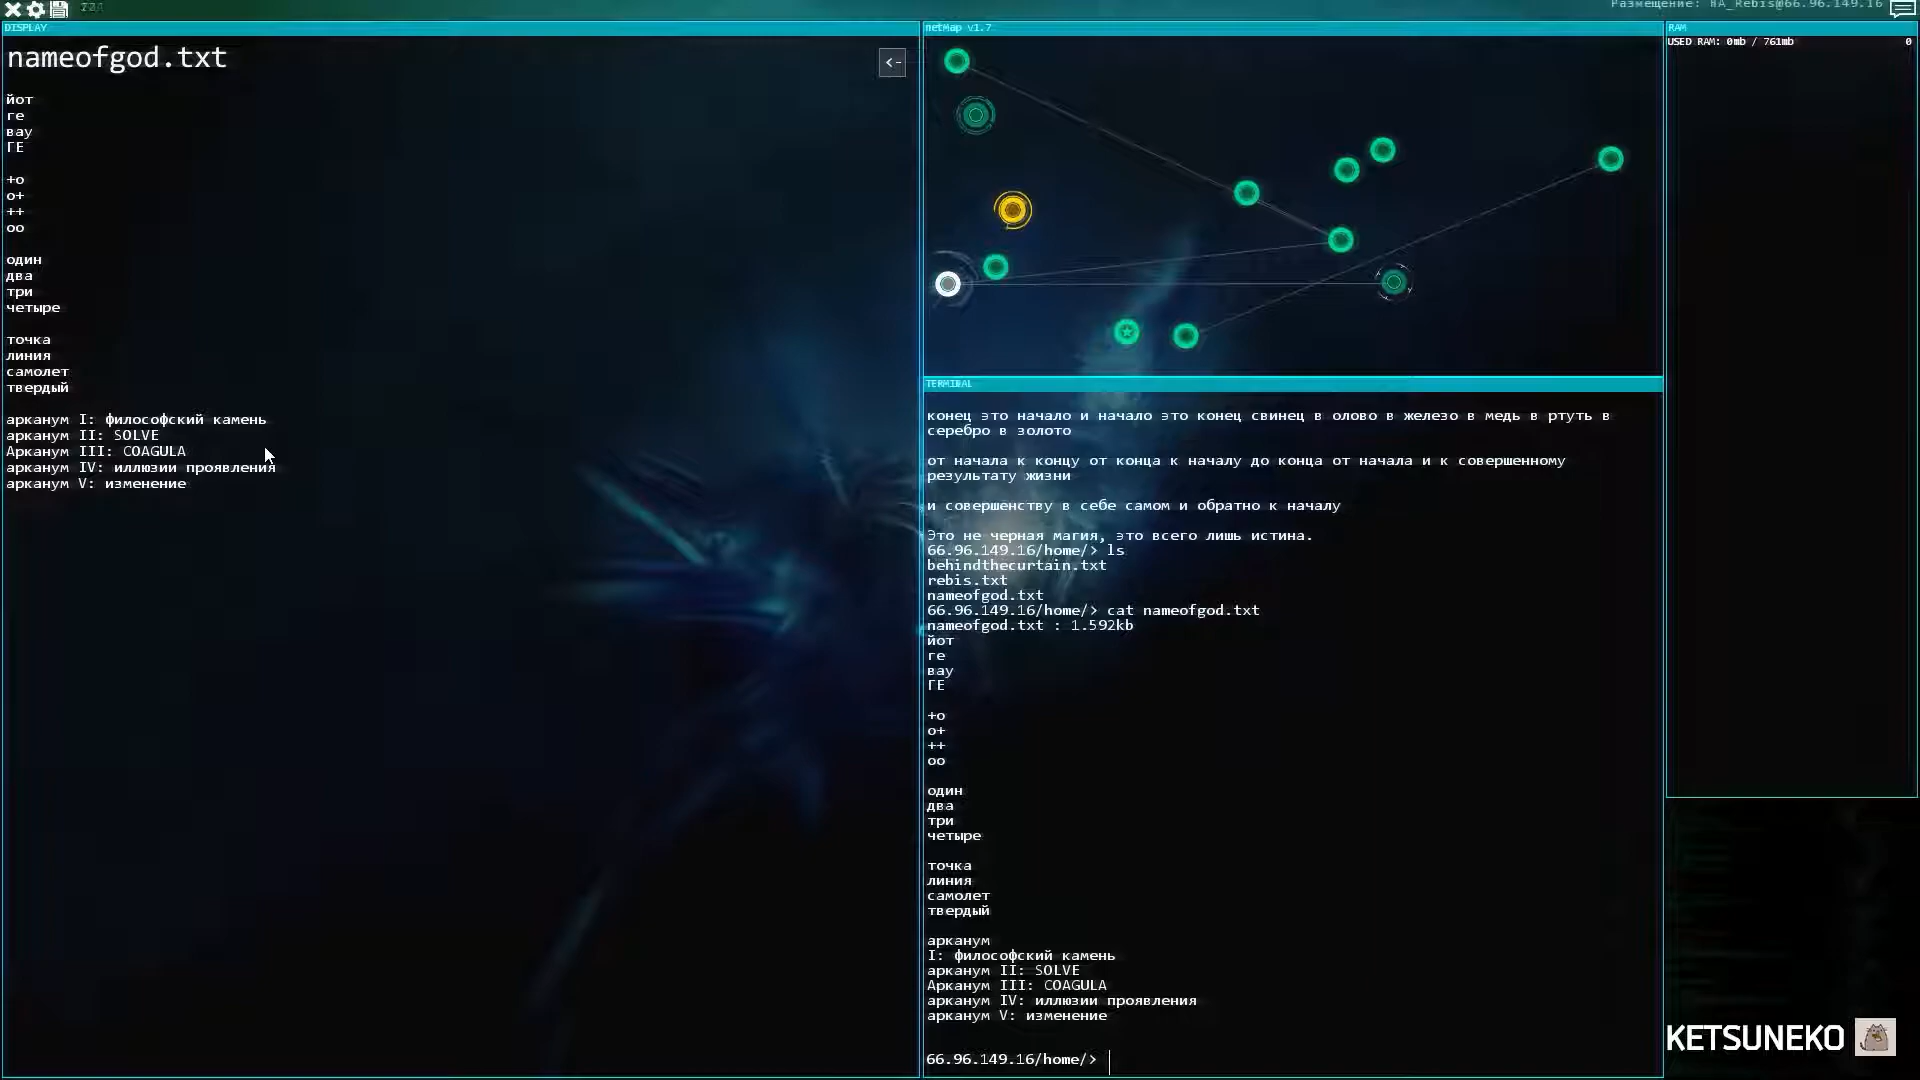 Размещение: HA_Rebis@66.96.149.16
DISPLAY
nameofgod.txt
<-
йот
ге
вау
ГЕ
+о
о+
++
оо
один
два
три
четыре
точка
линия
самолет
твердый
арканум I: философский камень
арканум II: SOLVE
Арканум III: COAGULA
арканум IV: иллюзии проявления
арканум V: изменение
netMap v1.7
TERMINAL
конец это начало и начало это конец свинец в олово в железо в медь в ртуть в
серебро в золото
от начала к концу от конца к началу до конца от начала и к совершенному
результату жизни
и совершенству в себе самом и обратно к началу
Это не черная магия, это всего лишь истина.
66.96.149.16/home/> ls
behindthecurtain.txt
rebis.txt
nameofgod.txt
66.96.149.16/home/> cat nameofgod.txt
nameofgod.txt : 1.592kb
йот
ге
вау
ГЕ
+о
о+
++
оо
один
два
три
четыре
точка
линия
самолет
твердый
арканум
I: философский камень
арканум II: SOLVE
Арканум III: COAGULA
арканум IV: иллюзии проявления
арканум V: изменение
66.96.149.16/home/>
RAM
USED RAM: 0mb / 761mb 0
KETSUNEKO